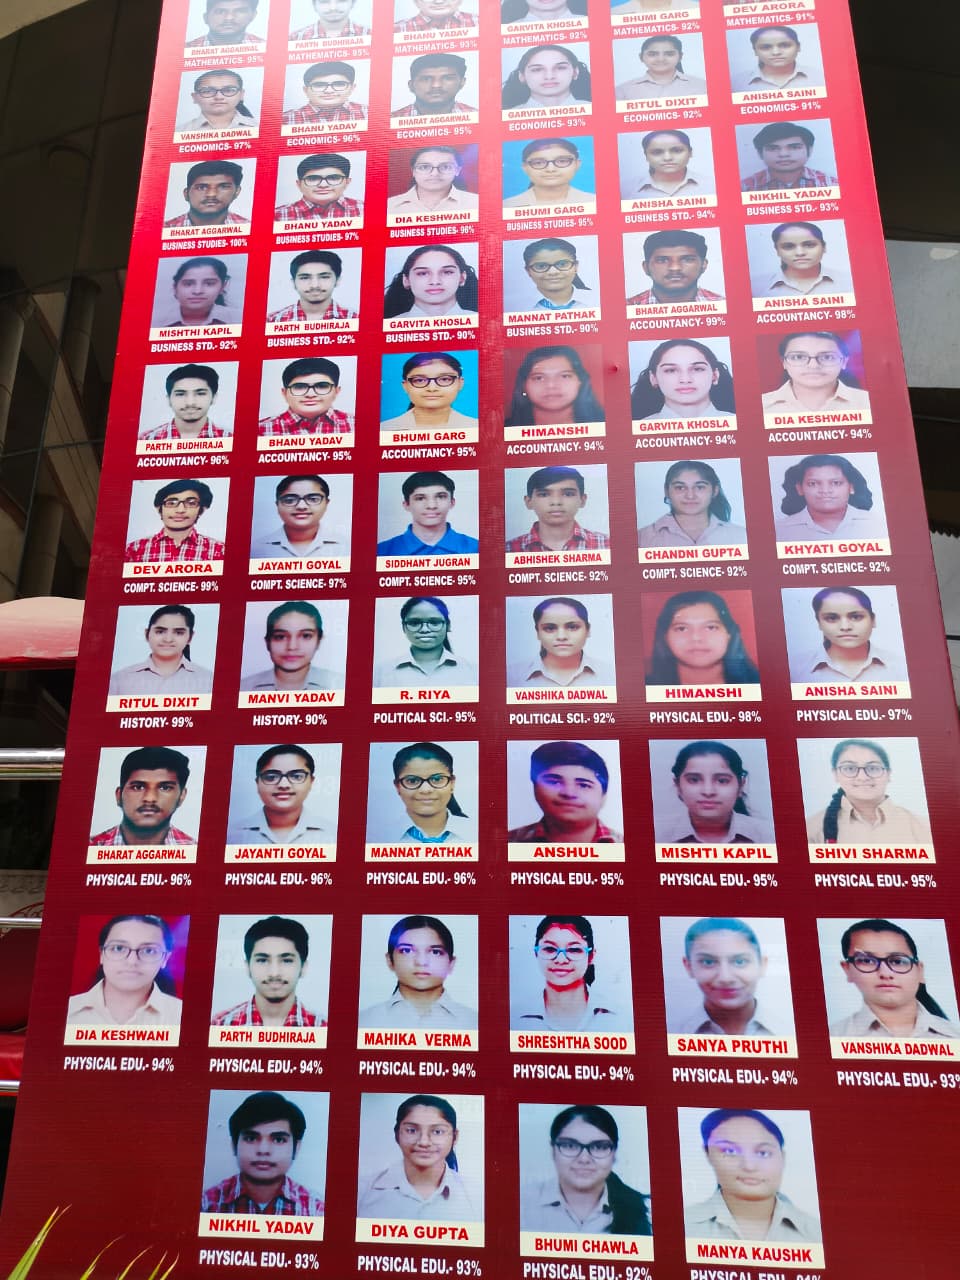 BHARAT AGGARWAL PARTH BUDHIRAJA BHANU YADAV GARVITA KHOSLA BHUMI GARG DEV ARORA
MATHEMATICS- 95% MATHEMATICS- 95% MATHEMATICS- 93% MATHEMATICS- 92% MATHEMATICS- 92% MATHEMATICS- 91%
VANSHIKA DADWAL BHANU YADAV BHARAT AGGARWAL GARVITA KHOSLA RITUL DIXIT ANISHA SAINI
ECONOMICS- 97% ECONOMICS- 96% ECONOMICS- 95% ECONOMICS- 93% ECONOMICS- 92% ECONOMICS- 91%
BHARAT AGGARWAL BHANU YADAV DIA KESHWANI BHUMI GARG ANISHA SAINI NIKHIL YADAV
BUSINESS STUDIES- 100% BUSINESS STUDIES- 97% BUSINESS STUDIES- 96% BUSINESS STUDIES- 95% BUSINESS STD.- 94% BUSINESS STD.- 93%
MISHTHI KAPIL PARTH BUDHIRAJA GARVITA KHOSLA MANNAT PATHAK BHARAT AGGARWAL ANISHA SAINI
BUSINESS STD.- 92% BUSINESS STD.- 92% BUSINESS STD.- 90% BUSINESS STD.- 90% ACCOUNTANCY- 99% ACCOUNTANCY- 98%
PARTH BUDHIRAJA BHANU YADAV BHUMI GARG HIMANSHI GARVITA KHOSLA DIA KESHWANI
ACCOUNTANCY- 96% ACCOUNTANCY- 95% ACCOUNTANCY- 95% ACCOUNTANCY- 94% ACCOUNTANCY- 94% ACCOUNTANCY- 94%
DEV ARORA JAYANTI GOYAL SIDDHANT JUGRAN ABHISHEK SHARMA CHANDNI GUPTA KHYATI GOYAL
COMPT. SCIENCE- 99% COMPT. SCIENCE- 97% COMPT. SCIENCE- 95% COMPT. SCIENCE- 92% COMPT. SCIENCE- 92% COMPT. SCIENCE- 92%
RITUL DIXIT MANVI YADAV R. RIYA VANSHIKA DADWAL HIMANSHI ANISHA SAINI
HISTORY- 99% HISTORY- 90% POLITICAL SCI.- 95% POLITICAL SCI.- 92% PHYSICAL EDU.- 98% PHYSICAL EDU.- 97%
BHARAT AGGARWAL JAYANTI GOYAL MANNAT PATHAK ANSHUL MISHTI KAPIL SHIVI SHARMA
PHYSICAL EDU.- 96% PHYSICAL EDU.- 96% PHYSICAL EDU.- 96% PHYSICAL EDU.- 95% PHYSICAL EDU.- 95% PHYSICAL EDU.- 95%
DIA KESHWANI PARTH BUDHIRAJA MAHIKA VERMA SHRESHTHA SOOD SANYA PRUTHI VANSHIKA DADWAL
PHYSICAL EDU.- 94% PHYSICAL EDU.- 94% PHYSICAL EDU.- 94% PHYSICAL EDU.- 94% PHYSICAL EDU.- 94% PHYSICAL EDU.- 93%
NIKHIL YADAV DIYA GUPTA BHUMI CHAWLA MANYA KAUSHK
PHYSICAL EDU.- 93% PHYSICAL EDU.- 93% PHYSICAL EDU.- 92% PHYSICAL EDU.-